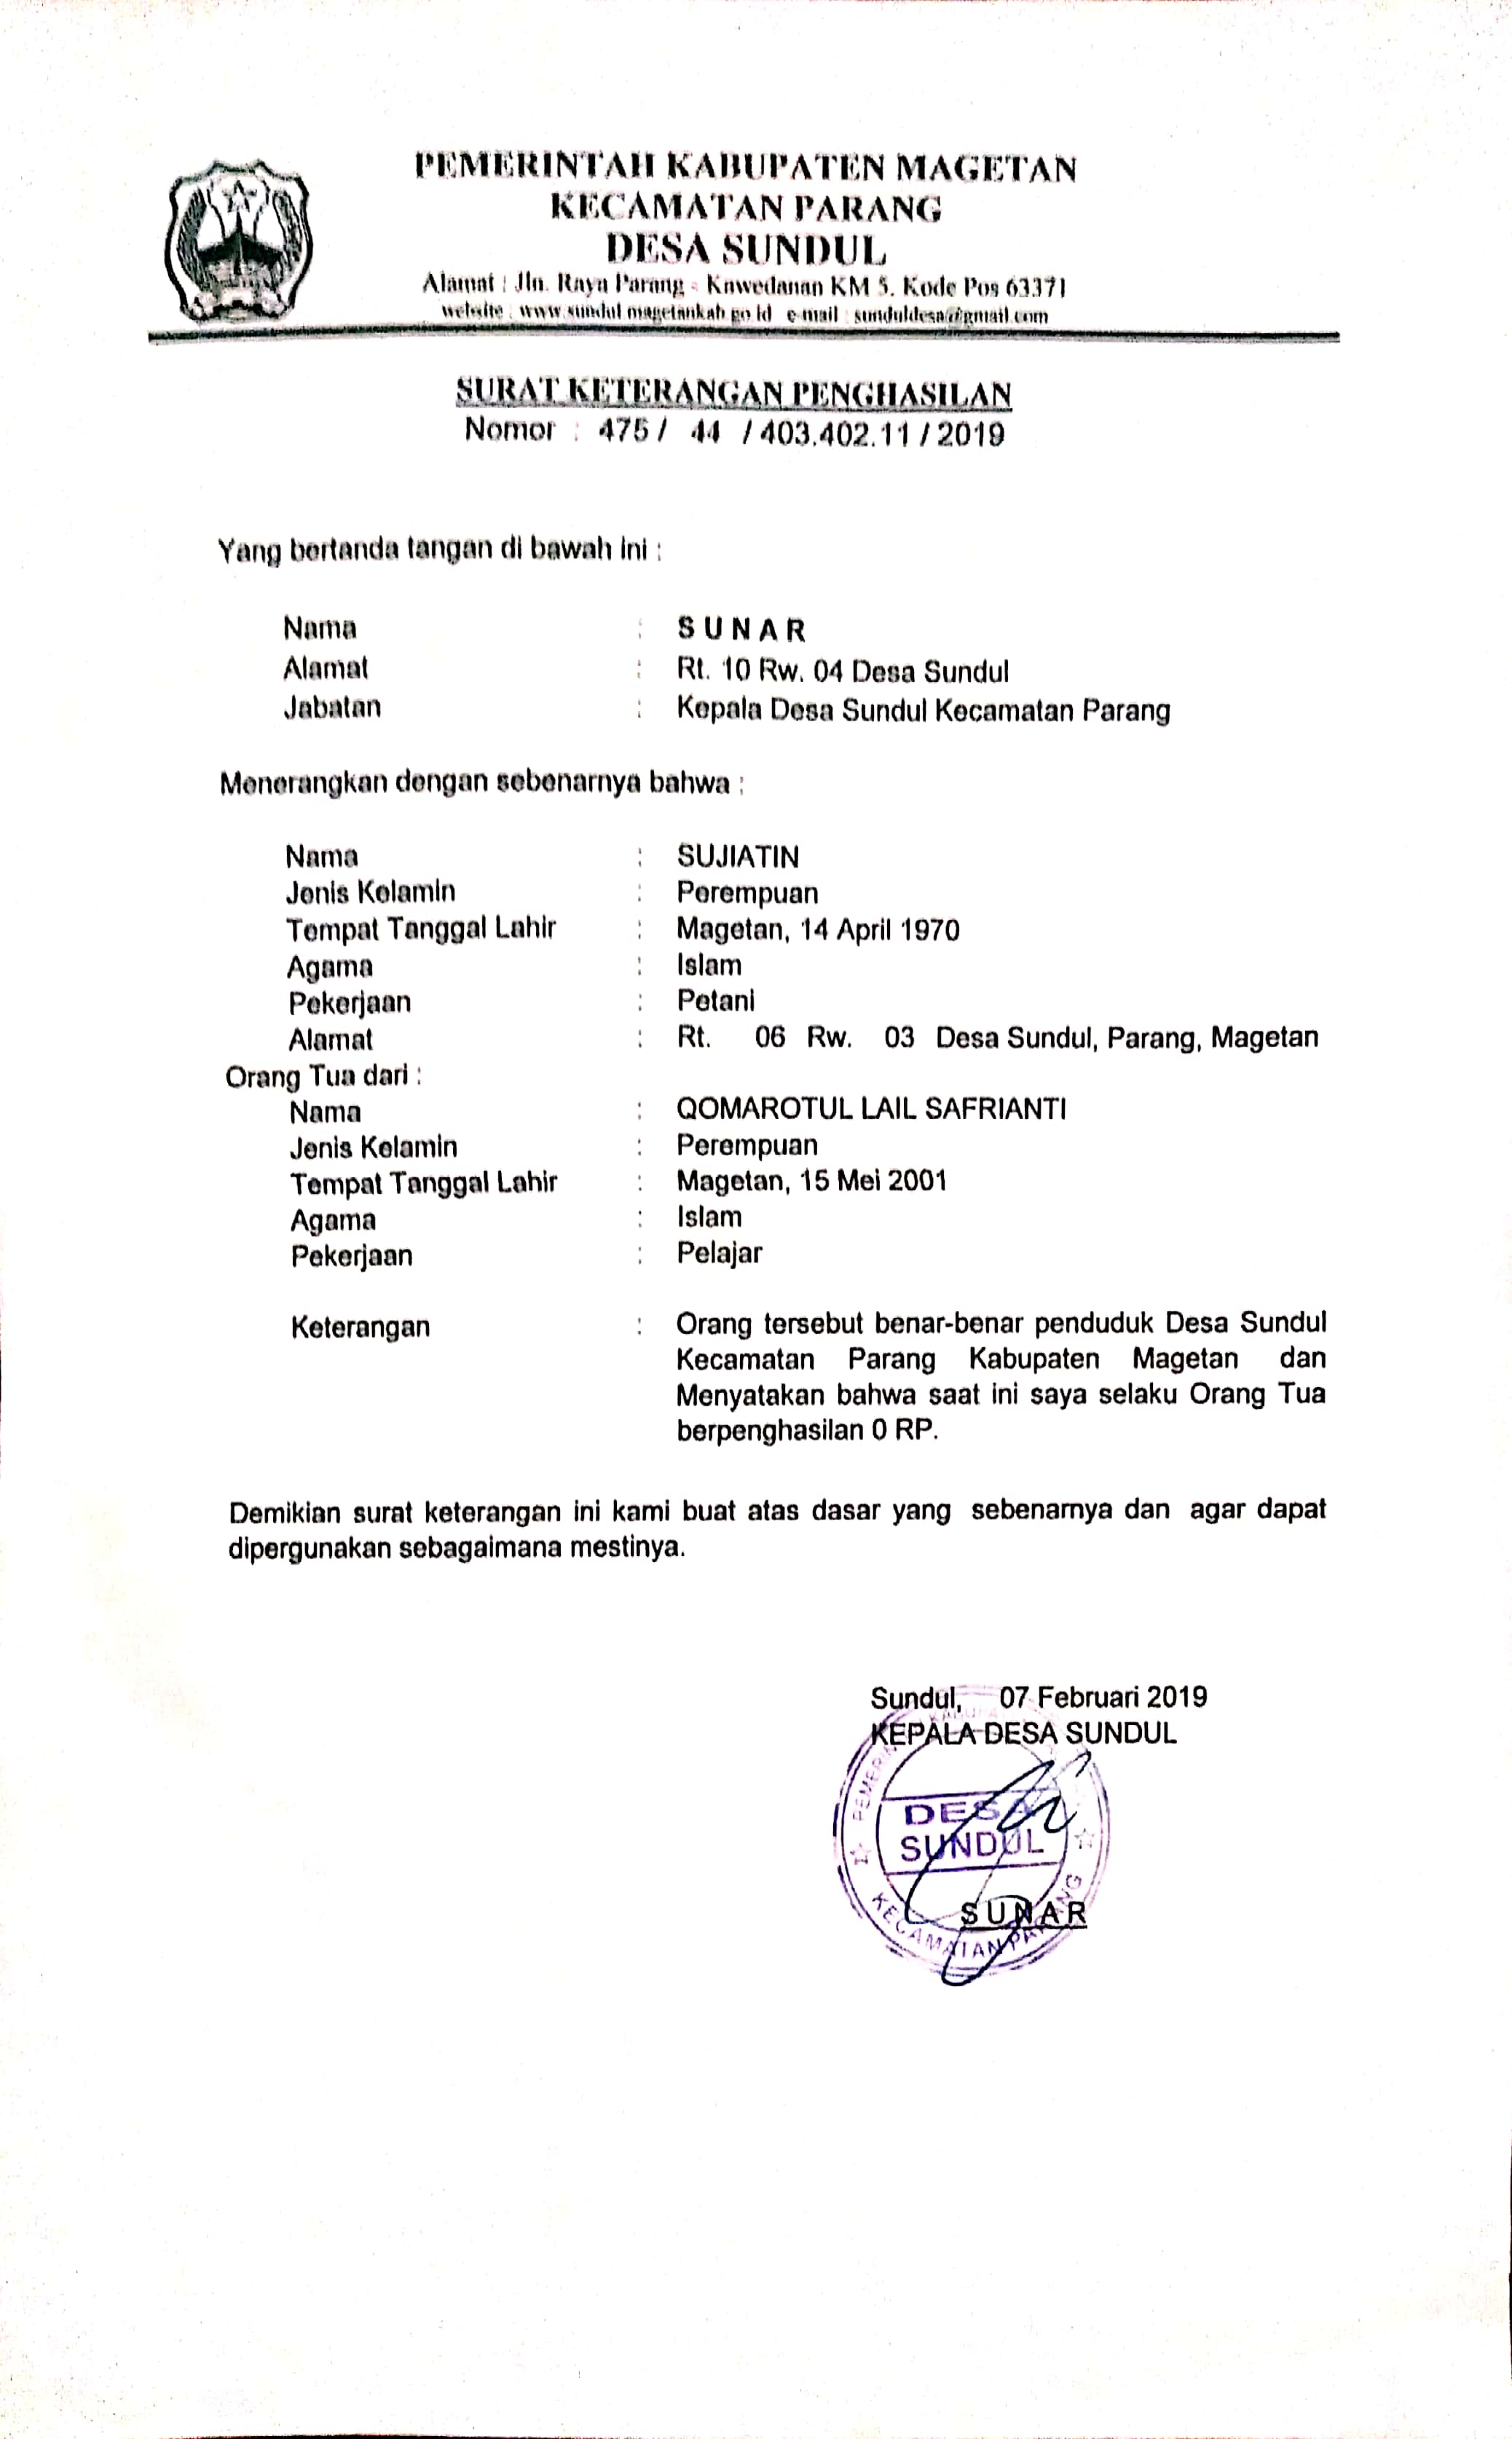 PEMERINTAH KABUPATEN MAGETAN
KECAMATAN PARANG
DESA SUNDUL
Alamat : Jln. Raya Parang - Kawedanan KM 5. Kode Pos 63371
website : www.sundul.magetankab.go.id e-mail : sunduldesa@gmail.com
SURAT KETERANGAN PENGHASILAN
Nomor : 475 / 44 / 403.402.11 / 2019
Yang bertanda tangan di bawah ini :
Nama : S U N A R
Alamat : Rt. 10 Rw. 04 Desa Sundul
Jabatan : Kepala Desa Sundul Kecamatan Parang
Menerangkan dengan sebenarnya bahwa :
Nama : SUJIATIN
Jenis Kelamin : Perempuan
Tempat Tanggal Lahir : Magetan, 14 April 1970
Agama : Islam
Pekerjaan : Petani
Alamat : Rt. 06 Rw. 03 Desa Sundul, Parang, Magetan
Orang Tua dari :
Nama : QOMAROTUL LAIL SAFRIANTI
Jenis Kelamin : Perempuan
Tempat Tanggal Lahir : Magetan, 15 Mei 2001
Agama : Islam
Pekerjaan : Pelajar
Keterangan : Orang tersebut benar-benar penduduk Desa Sundul
Kecamatan Parang Kabupaten Magetan dan
Menyatakan bahwa saat ini saya selaku Orang Tua
berpenghasilan 0 RP.
Demikian surat keterangan ini kami buat atas dasar yang sebenarnya dan agar dapat
dipergunakan sebagaimana mestinya.
Sundul, 07 Februari 2019
KEPALA DESA SUNDUL
DESA
SUNDUL
KECAMATAN PARANG
S U N A R